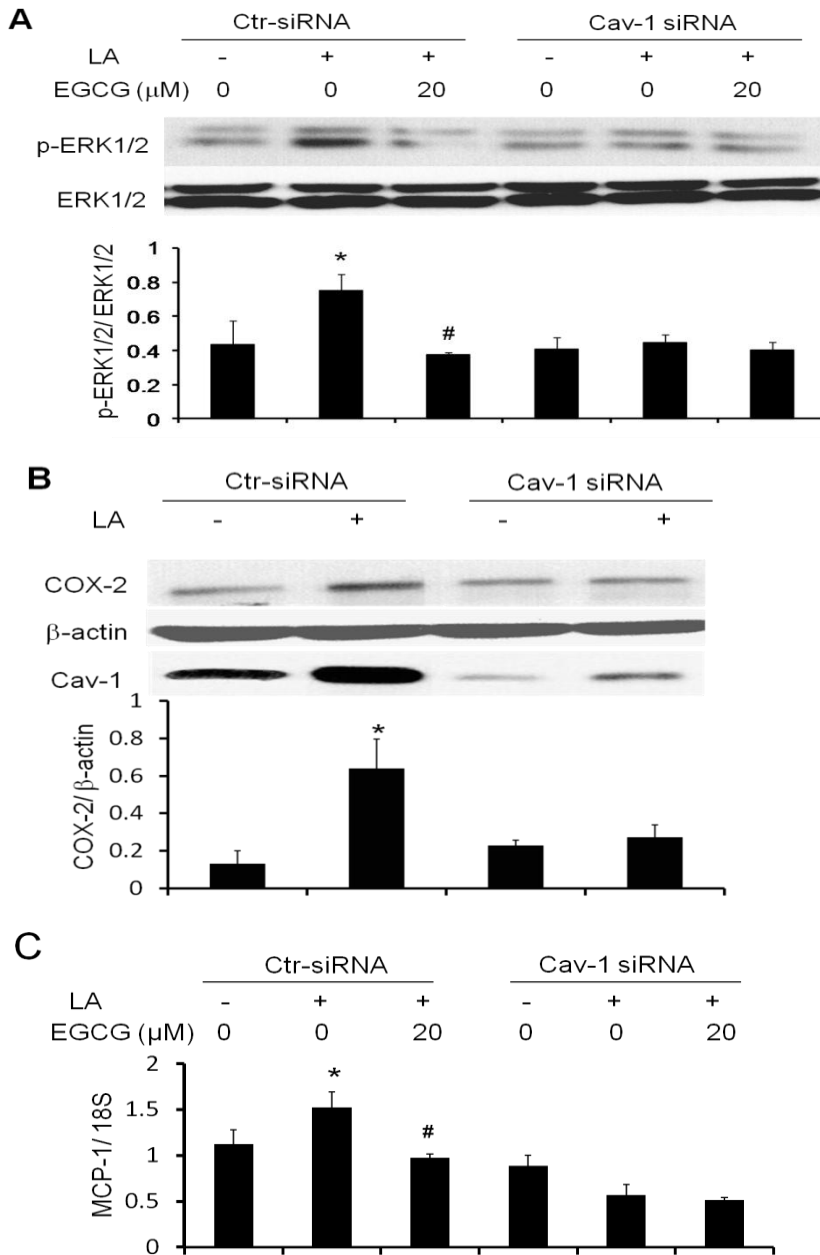 A
Ctr-siRNA Cav-1 siRNA
LA - + + - + +
EGCG (μM) 0 0 20 0 0 20
p-ERK1/2
ERK1/2
p-ERK1/2/ ERK1/2
1
0.8
0.6
0.4
0.2
0
*
#
B
Ctr-siRNA Cav-1 siRNA
LA - + - +
COX-2
β-actin
Cav-1
COX-2/ β-actin
1
0.8
0.6
0.4
0.2
0
*
C
Ctr-siRNA Cav-1 siRNA
LA - + + - + +
EGCG (μM) 0 0 20 0 0 20
MCP-1/ 18S
2
1.5
1
0.5
0
*
#